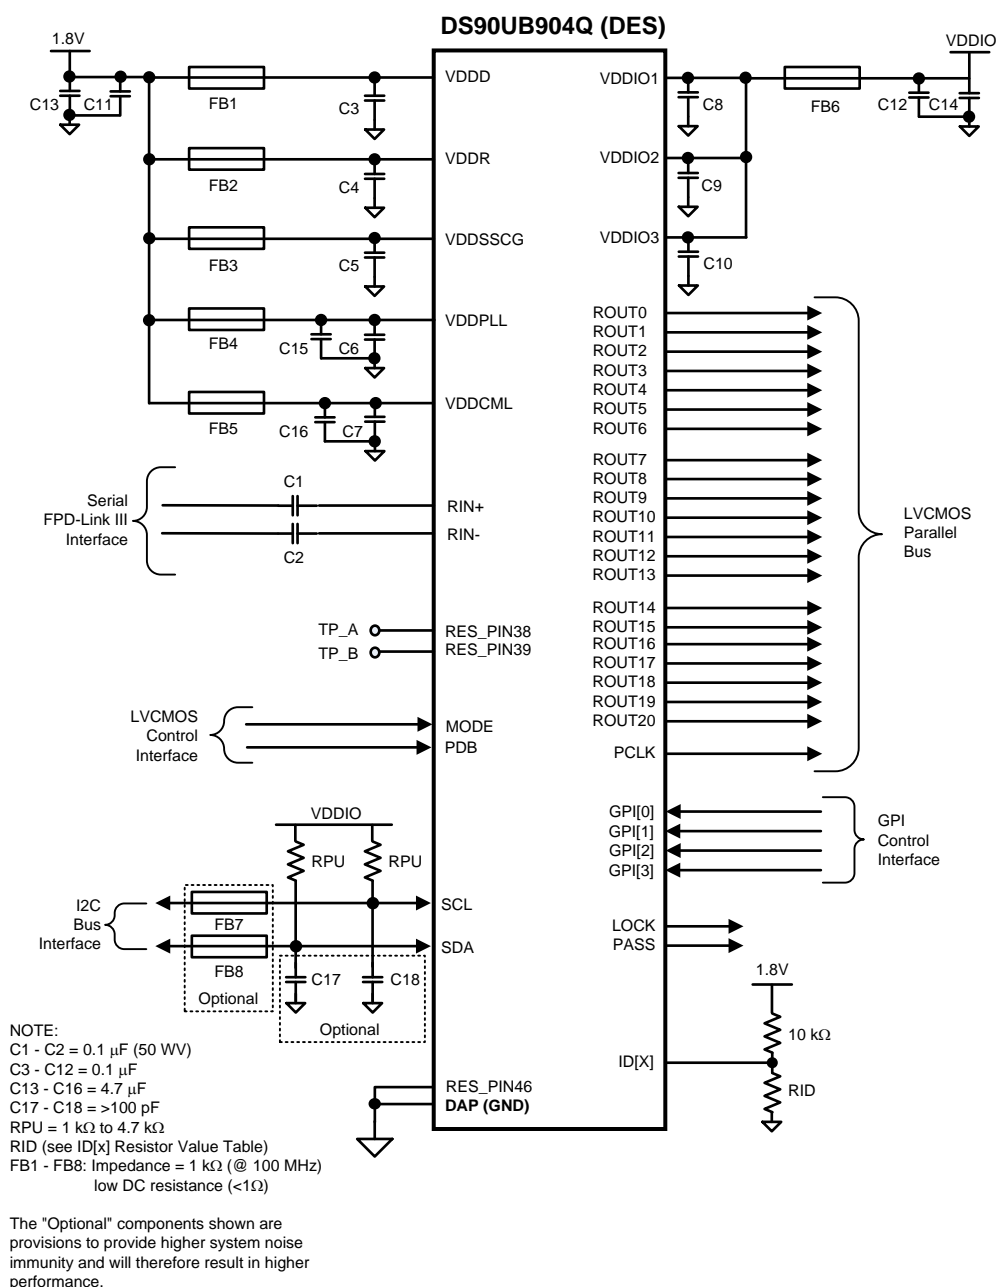 DS90UB904Q (DES)
1.8V
VDDIO
VDDD
VDDIO1
C13
C11
FB1
C3
C8
FB6
C12
C14
VDDR
VDDIO2
FB2
C4
C9
VDDSSCG
VDDIO3
FB3
C5
C10
VDDPLL
FB4
C15
C6
VDDCML
FB5
C16
C7
ROUT0
ROUT1
ROUT2
ROUT3
ROUT4
ROUT5
ROUT6
ROUT7
ROUT8
ROUT9
ROUT10
ROUT11
ROUT12
ROUT13
ROUT14
ROUT15
ROUT16
ROUT17
ROUT18
ROUT19
ROUT20
PCLK
LVCMOS
Parallel
Bus
Serial
FPD-Link III
Interface
C1
C2
RIN+
RIN-
TP_A
TP_B
RES_PIN38
RES_PIN39
LVCMOS
Control
Interface
MODE
PDB
GPI[0]
GPI[1]
GPI[2]
GPI[3]
GPI
Control
Interface
VDDIO
RPU
RPU
I2C
Bus
Interface
FB7
FB8
Optional
SCL
SDA
C17
C18
Optional
LOCK
PASS
1.8V
10 kΩ
ID[X]
RID
RES_PIN46
DAP (GND)
NOTE:
C1 - C2 = 0.1 μF (50 WV)
C3 - C12 = 0.1 μF
C13 - C16 = 4.7 μF
C17 - C18 = >100 pF
RPU = 1 kΩ to 4.7 kΩ
RID (see ID[x] Resistor Value Table)
FB1 - FB8: Impedance = 1 kΩ (@ 100 MHz)
low DC resistance (<1Ω)
The "Optional" components shown are
provisions to provide higher system noise
immunity and will therefore result in higher
performance.